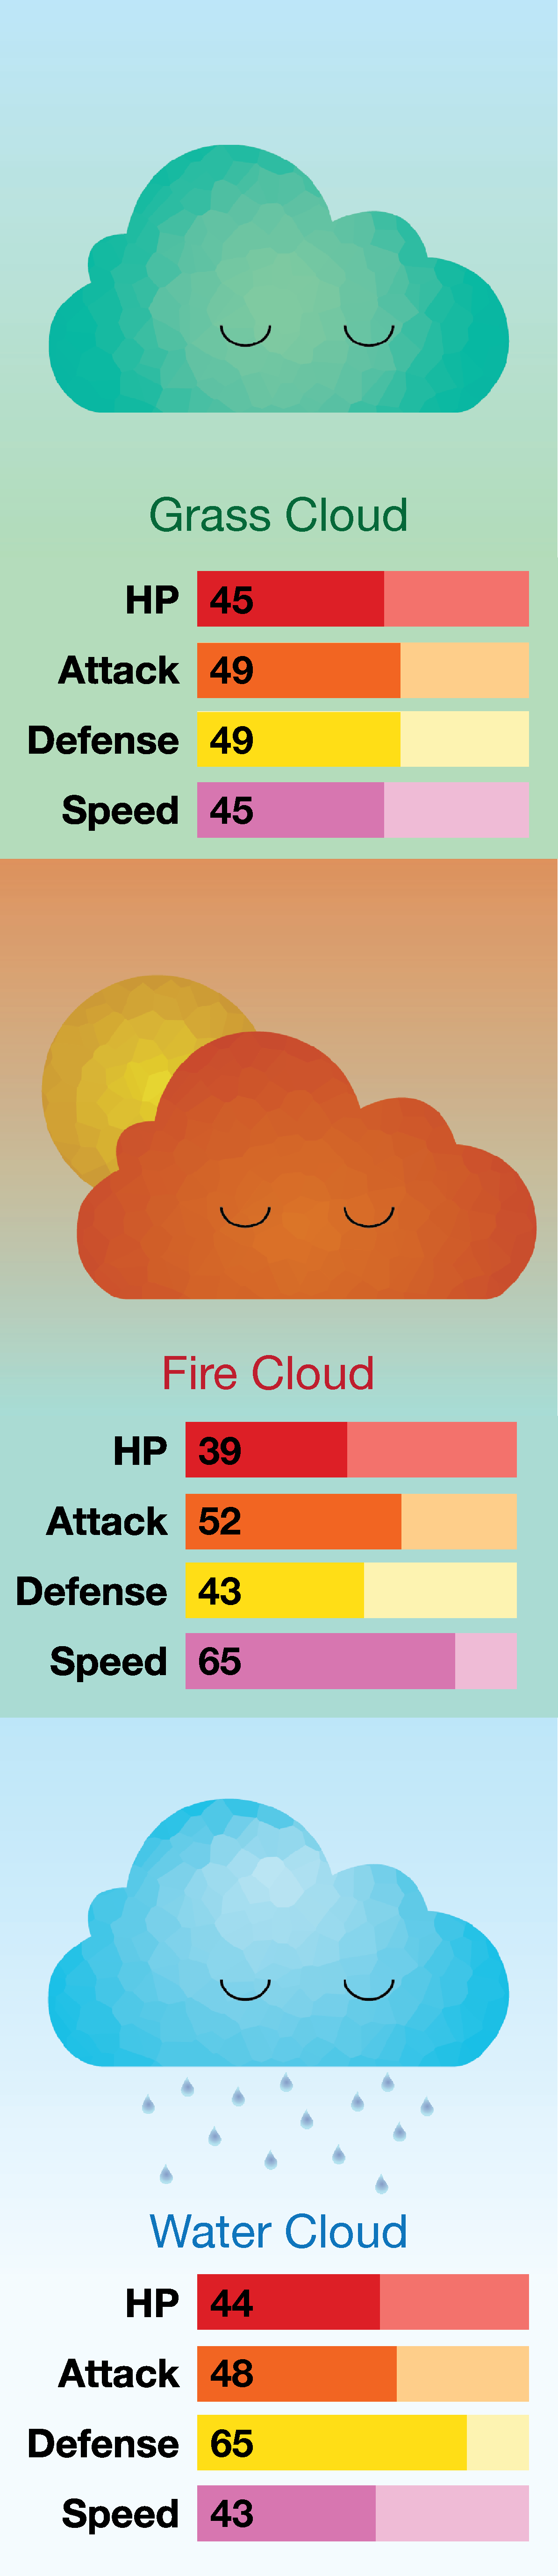 Grass Cloud
HP 45
Attack 49
Defense 49
Speed 45
Fire Cloud
HP 39
Attack 52
Defense 43
Speed 65
Water Cloud
HP 44
Attack 48
Defense 65
Speed 43